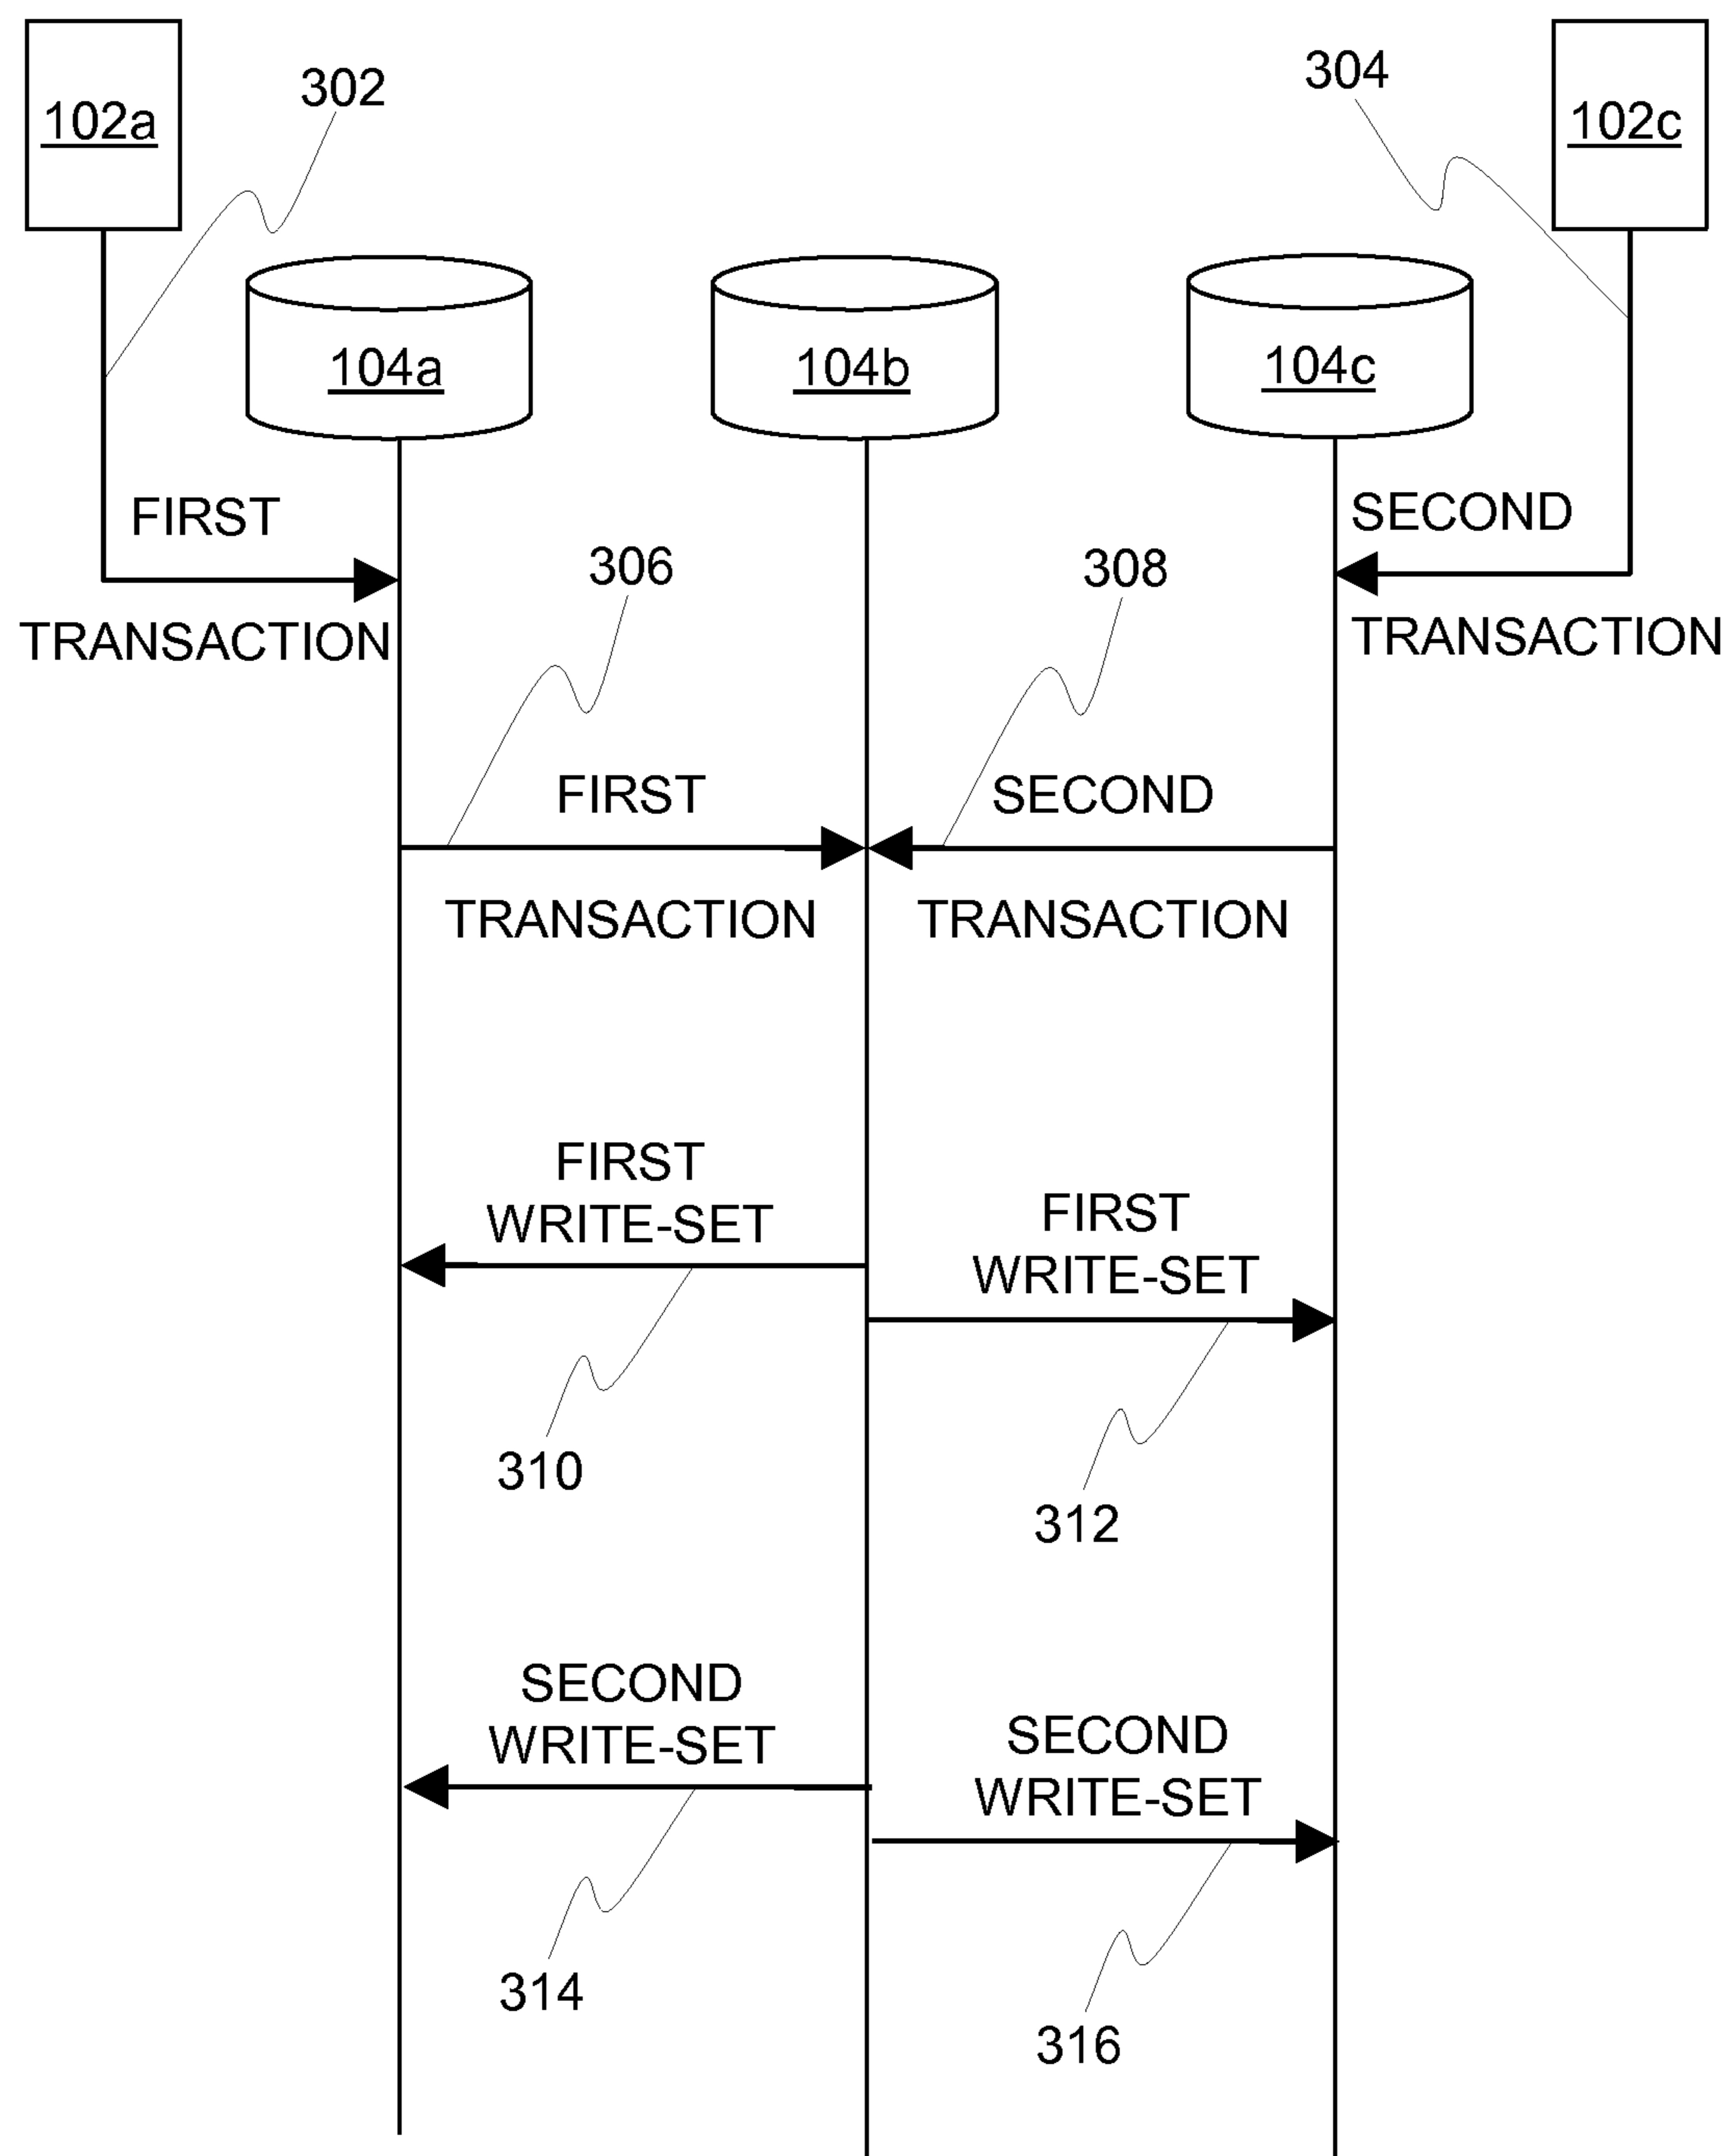 302
304
102a
102c
104a
104b
104c
FIRST
TRANSACTION
SECOND
TRANSACTION
306
308
FIRST
TRANSACTION
SECOND
TRANSACTION
FIRST
WRITE-SET
FIRST
WRITE-SET
310
312
SECOND
WRITE-SET
SECOND
WRITE-SET
314
316